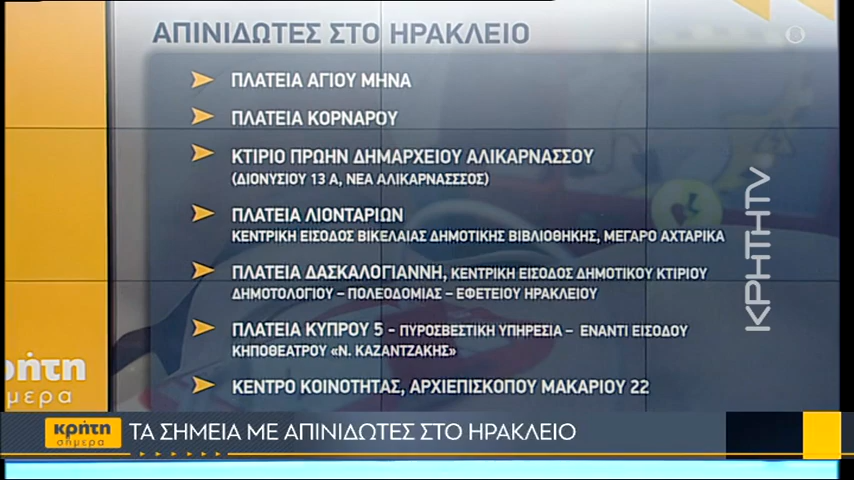 ΑΠΙΝΙΔΩΤΕΣ ΣΤΟ ΗΡΑΚΛΕΙΟ
ΠΛΑΤΕΙΑ ΑΓΙΟΥ ΜΗΝΑ
ΠΛΑΤΕΙΑ ΚΟΡΝΑΡΟΥ
ΚΤΙΡΙΟ ΠΡΩΗΝ ΔΗΜΑΡΧΕΙΟΥ ΑΛΙΚΑΡΝΑΣΣΟΥ
(ΔΙΟΝΥΣΙΟΥ 13 Α, ΝΕΑ ΑΛΙΚΑΡΝΑΣΣΣΟΣ)
ΠΛΑΤΕΙΑ ΛΙΟΝΤΑΡΙΩΝ
ΚΕΝΤΡΙΚΗ ΕΙΣΟΔΟΣ ΒΙΚΕΛΑΙΑΣ ΔΗΜΟΤΙΚΗΣ ΒΙΒΛΙΟΘΗΚΗΣ, ΜΕΓΑΡΟ ΑΧΤΑΡΙΚΑ
ΠΛΑΤΕΙΑ ΔΑΣΚΑΛΟΓΙΑΝΝΗ, ΚΕΝΤΡΙΚΗ ΕΙΣΟΔΟΣ ΔΗΜΟΤΙΚΟΥ ΚΤΙΡΙΟΥ
ΔΗΜΟΤΟΛΟΓΙΟΥ – ΠΟΛΕΟΔΟΜΙΑΣ – ΕΦΕΤΕΙΟΥ ΗΡΑΚΛΕΙΟΥ
ΠΛΑΤΕΙΑ ΚΥΠΡΟΥ 5 - ΠΥΡΟΣΒΕΣΤΙΚΗ ΥΠΗΡΕΣΙΑ – ΕΝΑΝΤΙ ΕΙΣΟΔΟΥ
ΚΗΠΟΘΕΑΤΡΟΥ «Ν. ΚΑΖΑΝΤΖΑΚΗΣ»
ΚΕΝΤΡΟ ΚΟΙΝΟΤΗΤΑΣ, ΑΡΧΙΕΠΙΣΚΟΠΟΥ ΜΑΚΑΡΙΟΥ 22
ΚΡΗΤΗTV
ρήτη
μερα
κρήτη
σήμερα
ΤΑ ΣΗΜΕΙΑ ΜΕ ΑΠΙΝΙΔΩΤΕΣ ΣΤΟ ΗΡΑΚΛΕΙΟ